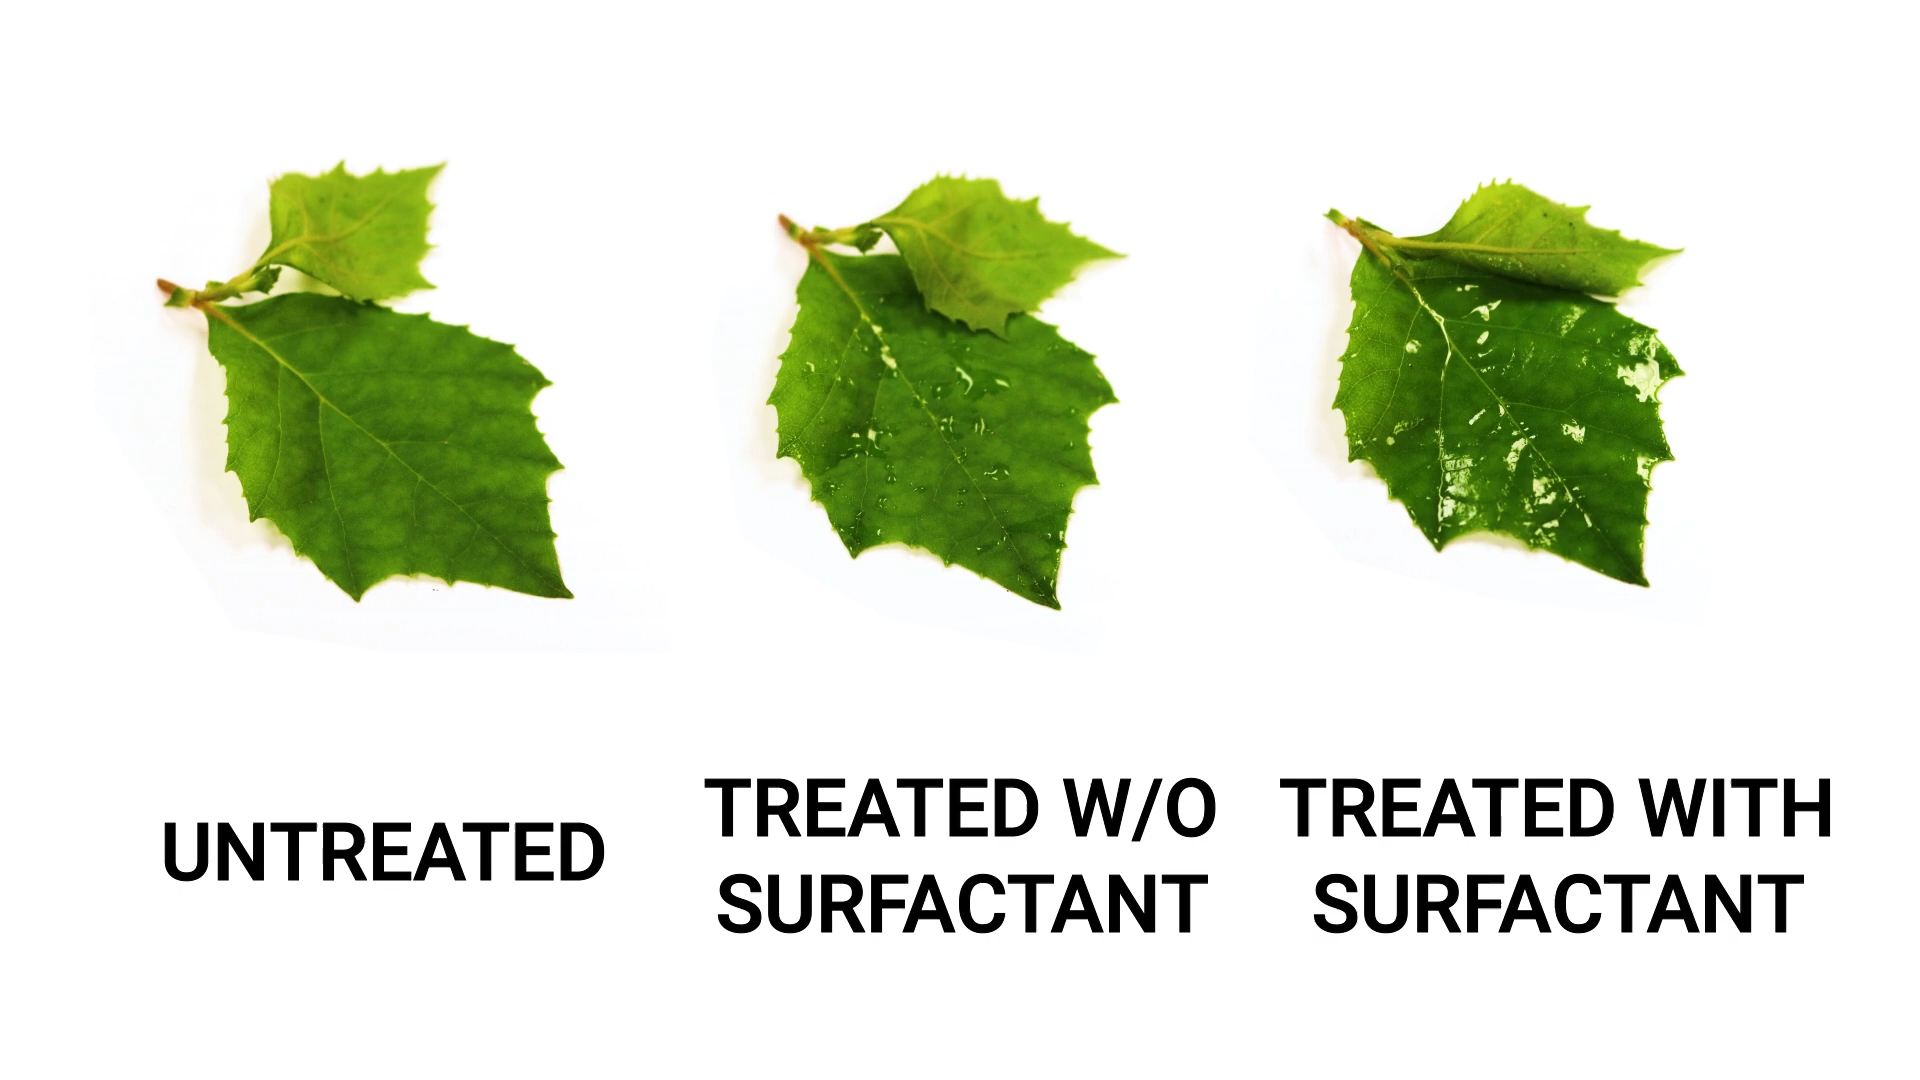 UNTREATED
TREATED W/O
SURFACTANT
TREATED WITH
SURFACTANT